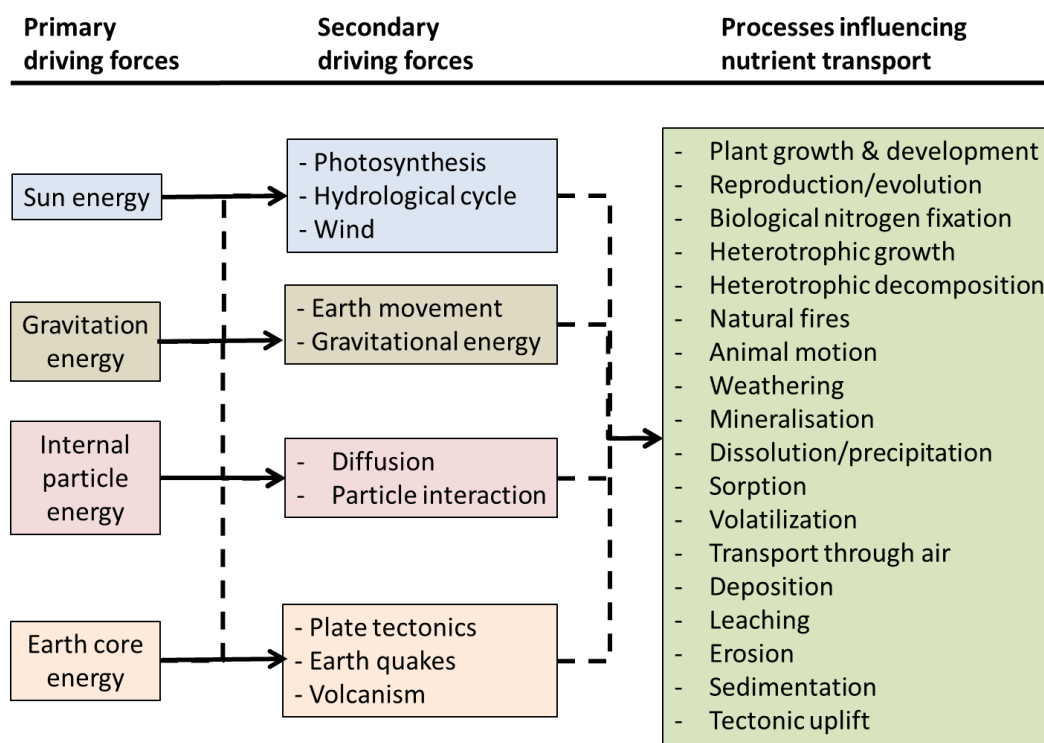 Primary
driving forces
Secondary
driving forces
Processes influencing
nutrient transport
Sun energy
- Photosynthesis
- Hydrological cycle
- Wind
Gravitation
energy
- Earth movement
- Gravitational energy
Internal
particle
energy
- Diffusion
- Particle interaction
Earth core
energy
- Plate tectonics
- Earth quakes
- Volcanism
- Plant growth & development
- Reproduction/evolution
- Biological nitrogen fixation
- Heterotrophic growth
- Heterotrophic decomposition
- Natural fires
- Animal motion
- Weathering
- Mineralisation
- Dissolution/precipitation
- Sorption
- Volatilization
- Transport through air
- Deposition
- Leaching
- Erosion
- Sedimentation
- Tectonic uplift